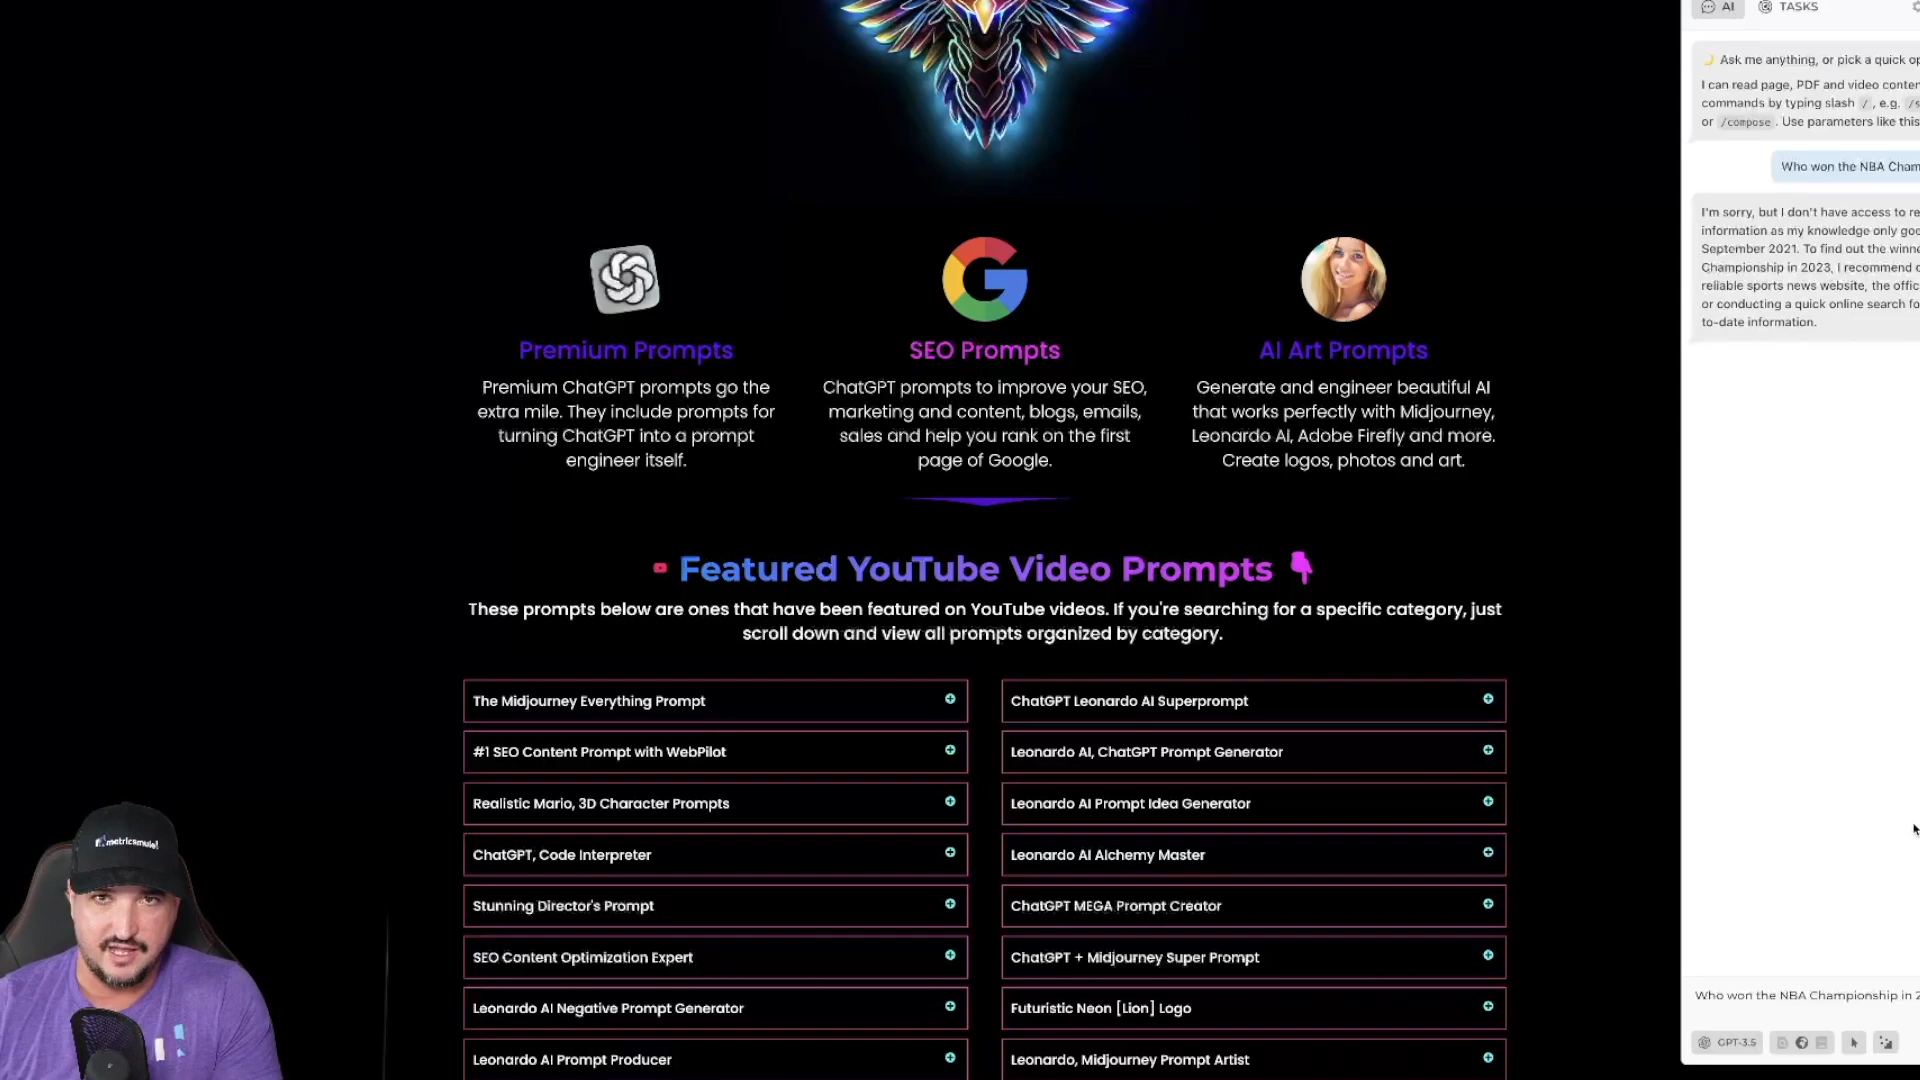 AI TASKS
Ask me anything, or pick a quick
I can read page, PDF and video
commands by typing slash /, e.g.
or /compose. Use parameters like this
Who won the NBA
I'm sorry, but I don't have access to
information as my knowledge only
September 2021. To find out the
Championship in 2023, I recommend
reliable sports news website, the
or conducting a quick online search
to-date information.
Who won the NBA Championship in
GPT-3.5
Premium Prompts
Premium ChatGPT prompts go the
extra mile. They include prompts for
turning ChatGPT into a prompt
engineer itself.
SEO Prompts
ChatGPT prompts to improve your SEO,
marketing and content, blogs, emails,
sales and help you rank on the first
page of Google.
AI Art Prompts
Generate and engineer beautiful AI
that works perfectly with Midjourney,
Leonardo AI, Adobe Firefly and more.
Create logos, photos and art.
Featured YouTube Video Prompts
These prompts below are ones that have been featured on YouTube videos. If you're searching for a specific category, just
scroll down and view all prompts organized by category.
The Midjourney Everything Prompt
#1 SEO Content Prompt with WebPilot
Realistic Mario, 3D Character Prompts
ChatGPT, Code Interpreter
Stunning Director's Prompt
SEO Content Optimization Expert
Leonardo AI Negative Prompt Generator
Leonardo AI Prompt Producer
ChatGPT Leonardo AI Superprompt
Leonardo AI, ChatGPT Prompt Generator
Leonardo AI Prompt Idea Generator
Leonardo AI Alchemy Master
ChatGPT MEGA Prompt Creator
ChatGPT + Midjourney Super Prompt
Futuristic Neon [Lion] Logo
Leonardo, Midjourney Prompt Artist